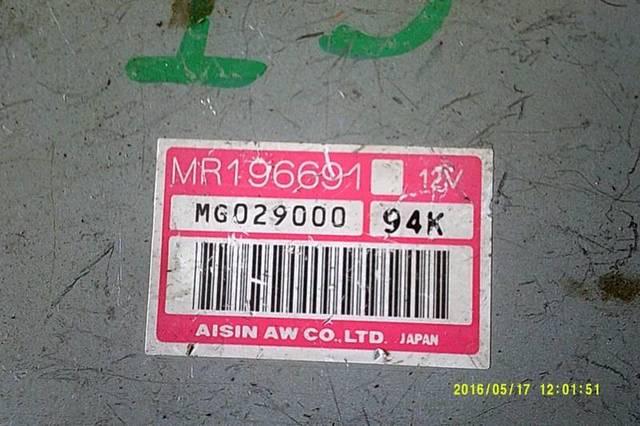 MR196691 12V
MG029000 94K
AISIN AW CO.,LTD. JAPAN
2016/05/17 12:01:51